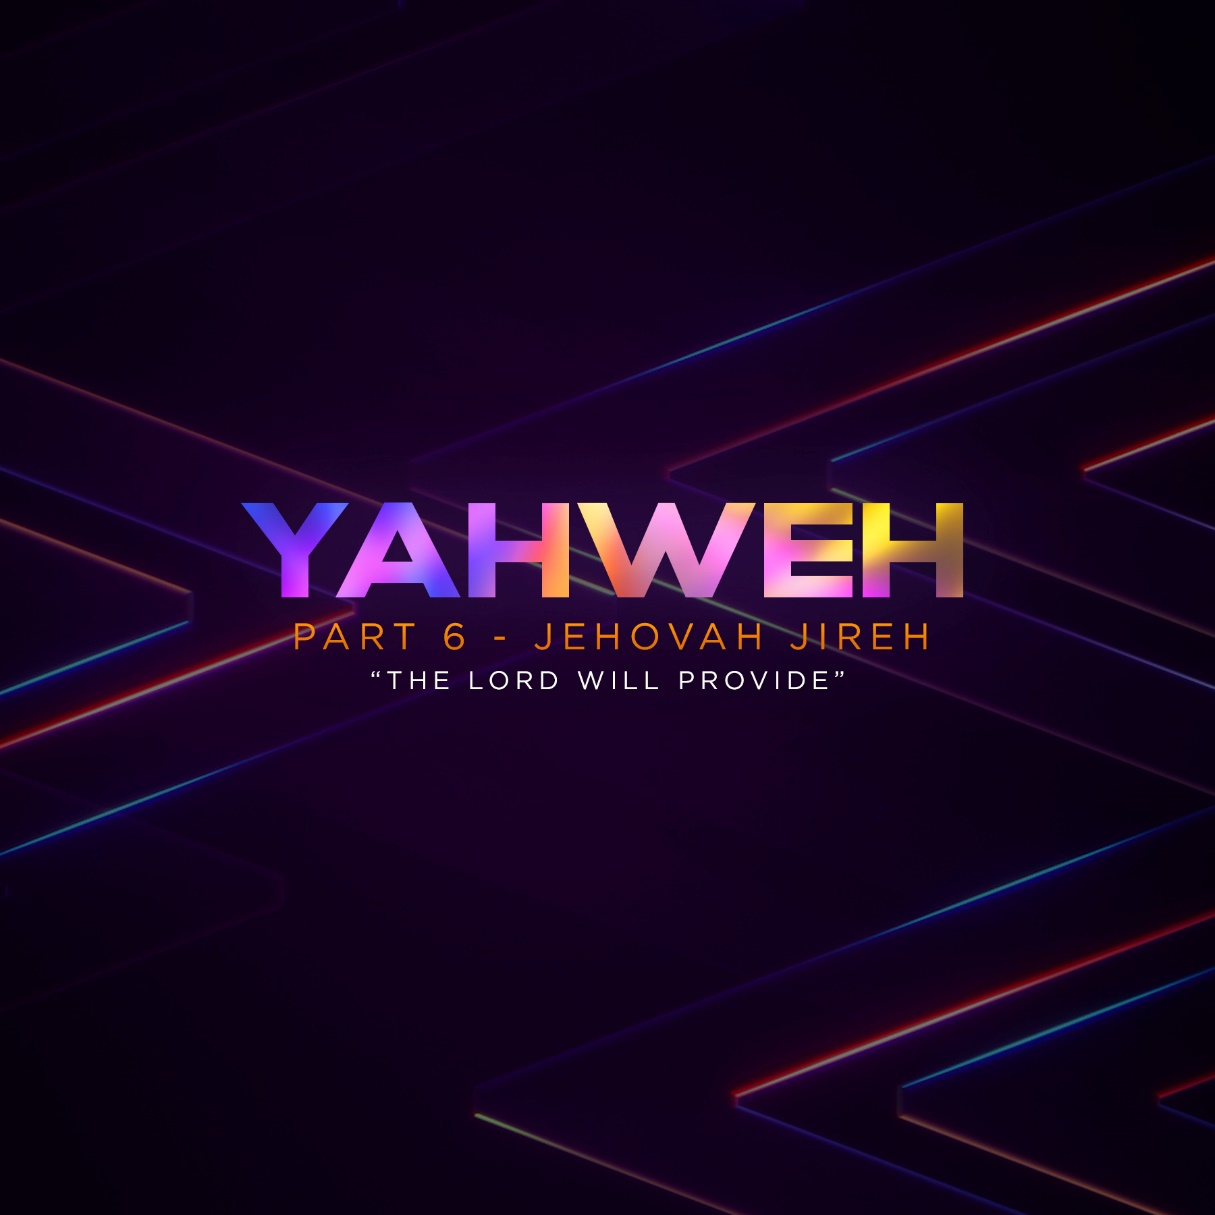 YAHWEH
PART 6 - JEHOVAH JIREH
“THE LORD WILL PROVIDE”